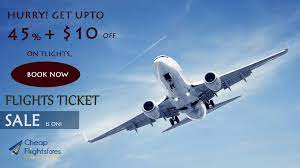 HURRY! GET UPTO
45% + $10 OFF
ON FLIGHTS,
BOOK NOW
FLIGHTS TICKET
SALE IS ON!
Cheap
Flightsfares